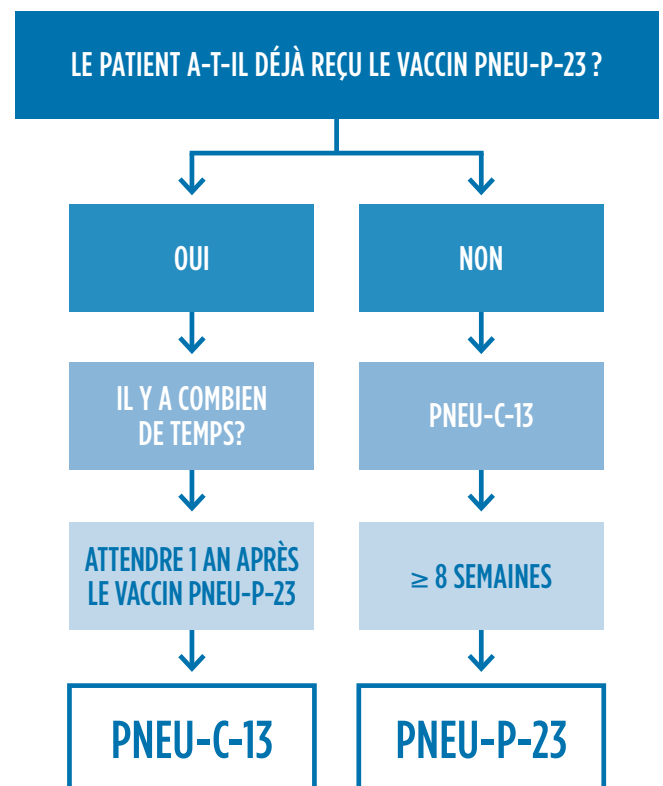 LE PATIENT A-T-IL DÉJÀ REÇU LE VACCIN PNEU-P-23 ?
OUI
NON
IL Y A COMBIEN
DE TEMPS?
PNEU-C-13
ATTENDRE 1 AN APRÈS
LE VACCIN PNEU-P-23
≥ 8 SEMAINES
PNEU-C-13
PNEU-P-23